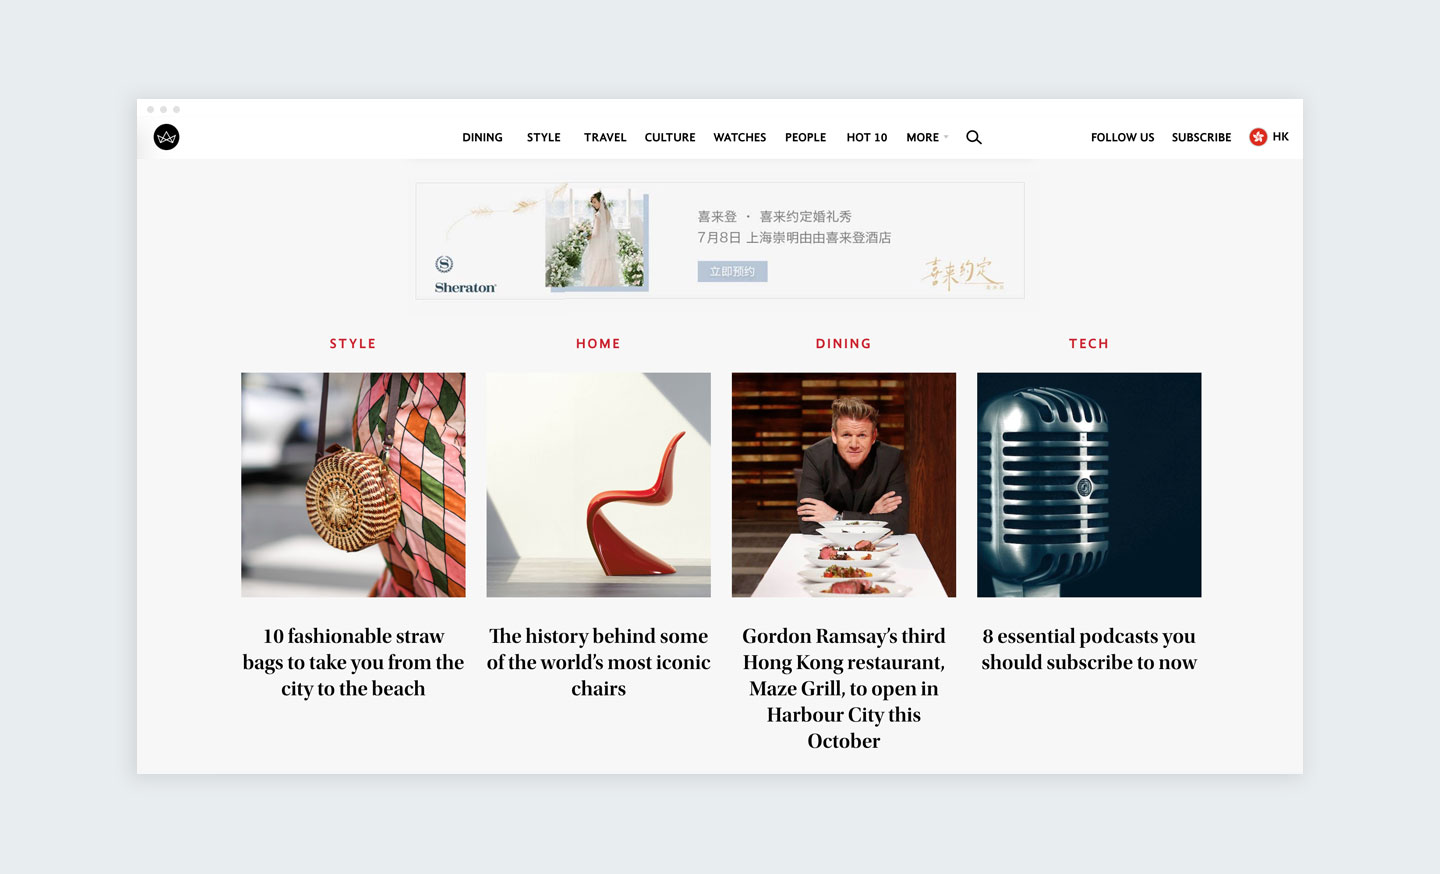 DINING STYLE TRAVEL CULTURE WATCHES PEOPLE HOT 10 MORE FOLLOW US SUBSCRIBE HK
喜来登 · 喜来约定婚礼秀
7月8日 上海崇明由由喜来登酒店
立即预约
喜来约定
S
Sheraton
STYLE
HOME
DINING
TECH
10 fashionable straw
bags to take you from the
city to the beach
The history behind some
of the world’s most iconic
chairs
Gordon Ramsay’s third
Hong Kong restaurant,
Maze Grill, to open in
Harbour City this
October
8 essential podcasts you
should subscribe to now